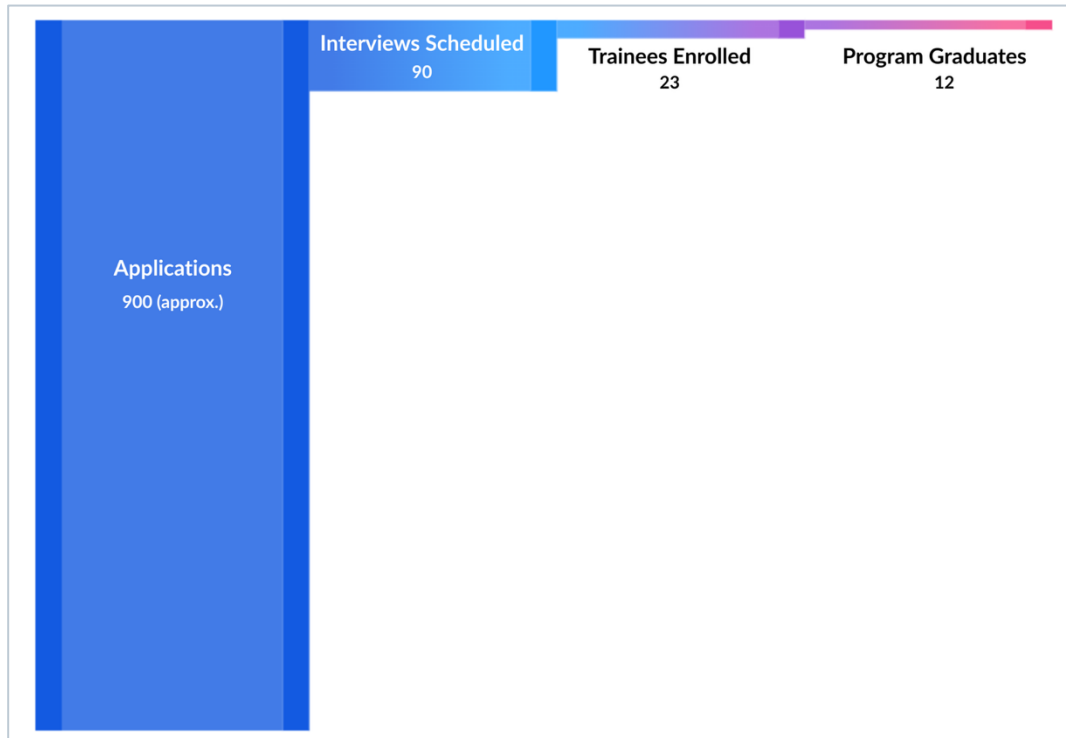 Applications
900 (approx.)
Interviews Scheduled
90
Trainees Enrolled
23
Program Graduates
12